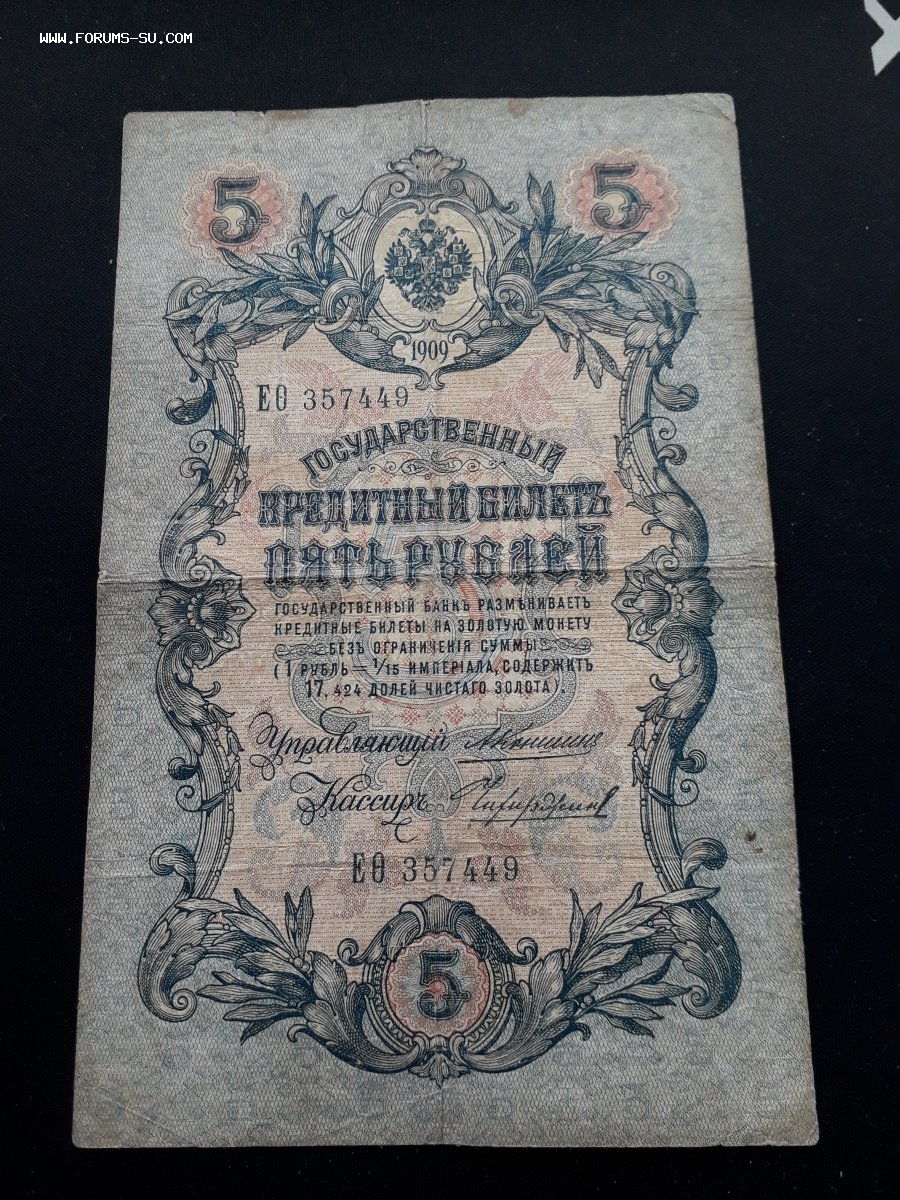 WWW.FORUMS-SU.COM
5 5
1909
ЕѲ 357449
ГОСУДАРСТВЕННЫЙ
КРЕДИТНЫЙ БИЛЕТЪ
ПЯТЬ РУБЛЕЙ
ГОСУДАРСТВЕННЫЙ БАНКЪ РАЗМѢНИВАЕТЪ
КРЕДИТНЫЕ БИЛЕТЫ НА ЗОЛОТУЮ МОНЕТУ
БЕЗЪ ОГРАНИЧЕНІЯ СУММЫ
(1 РУБЛЬ = 1/15 ИМПЕРІАЛА, СОДЕРЖИТЪ
17,424 ДОЛЕЙ ЧИСТАГО ЗОЛОТА).
Управляющій
Кассиръ
ЕѲ 357449
5